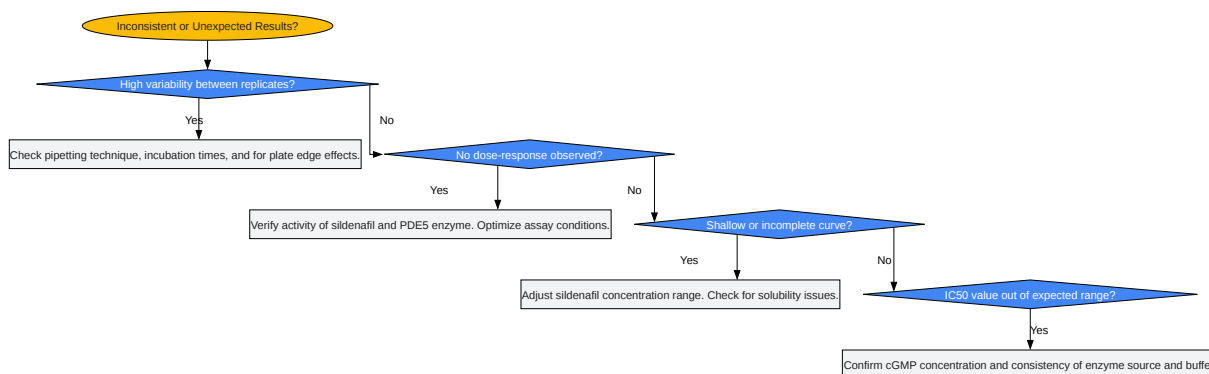 Inconsistent or Unexpected Results?
High variability between replicates?
Yes
No
Check pipetting technique, incubation times, and for plate edge effects.
No dose-response observed?
Yes
No
Verify activity of sildenafil and PDE5 enzyme. Optimize assay conditions.
Shallow or incomplete curve?
Yes
No
Adjust sildenafil concentration range. Check for solubility issues.
IC50 value out of expected range?
Yes
Confirm cGMP concentration and consistency of enzyme source and buffe